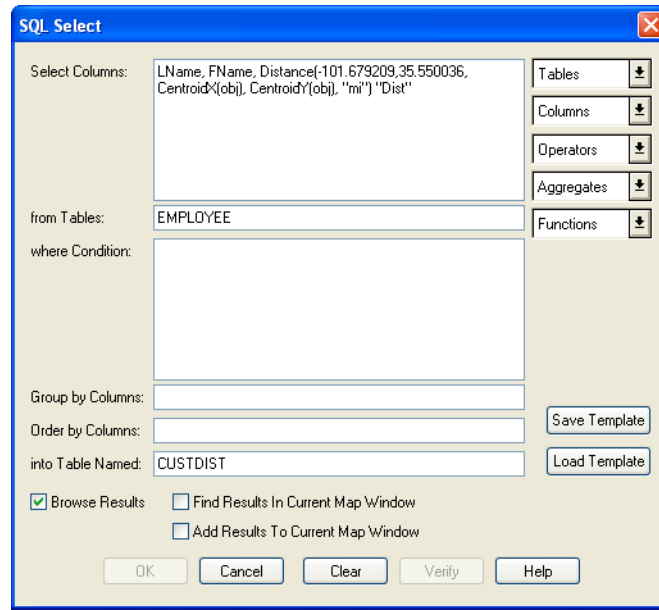 SQL Select
Select Columns:
LName, FName, Distance(-101.679209,35.550036,
CentroidX(obj), CentroidY(obj), "mi") "Dist"
Tables
Columns
Operators
Aggregates
Functions
from Tables:
EMPLOYEE
where Condition:
Group by Columns:
Order by Columns:
into Table Named:
CUSTDIST
Save Template
Load Template
Browse Results
Find Results In Current Map Window
Add Results To Current Map Window
OK
Cancel
Clear
Verify
Help